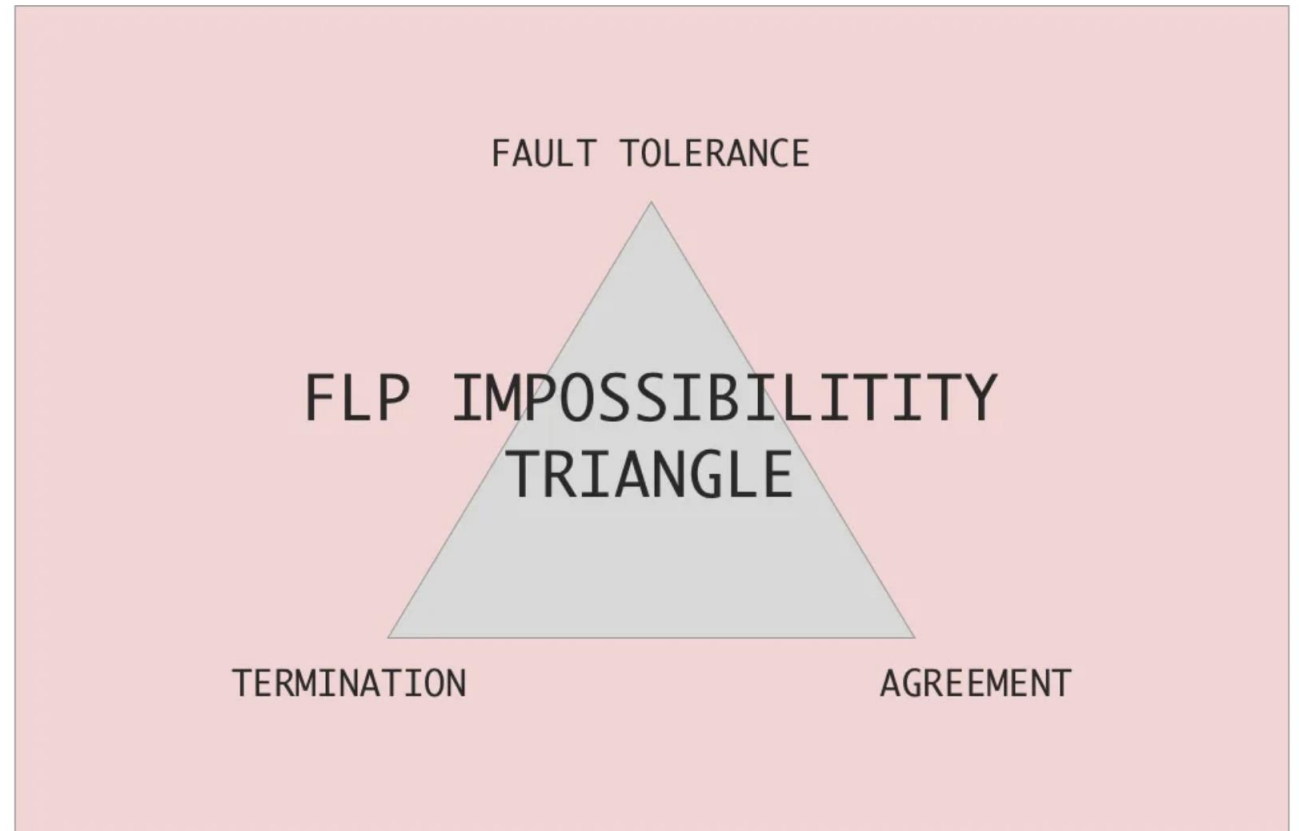 FAULT TOLERANCE
FLP IMPOSSIBILITITY
TRIANGLE
TERMINATION
AGREEMENT